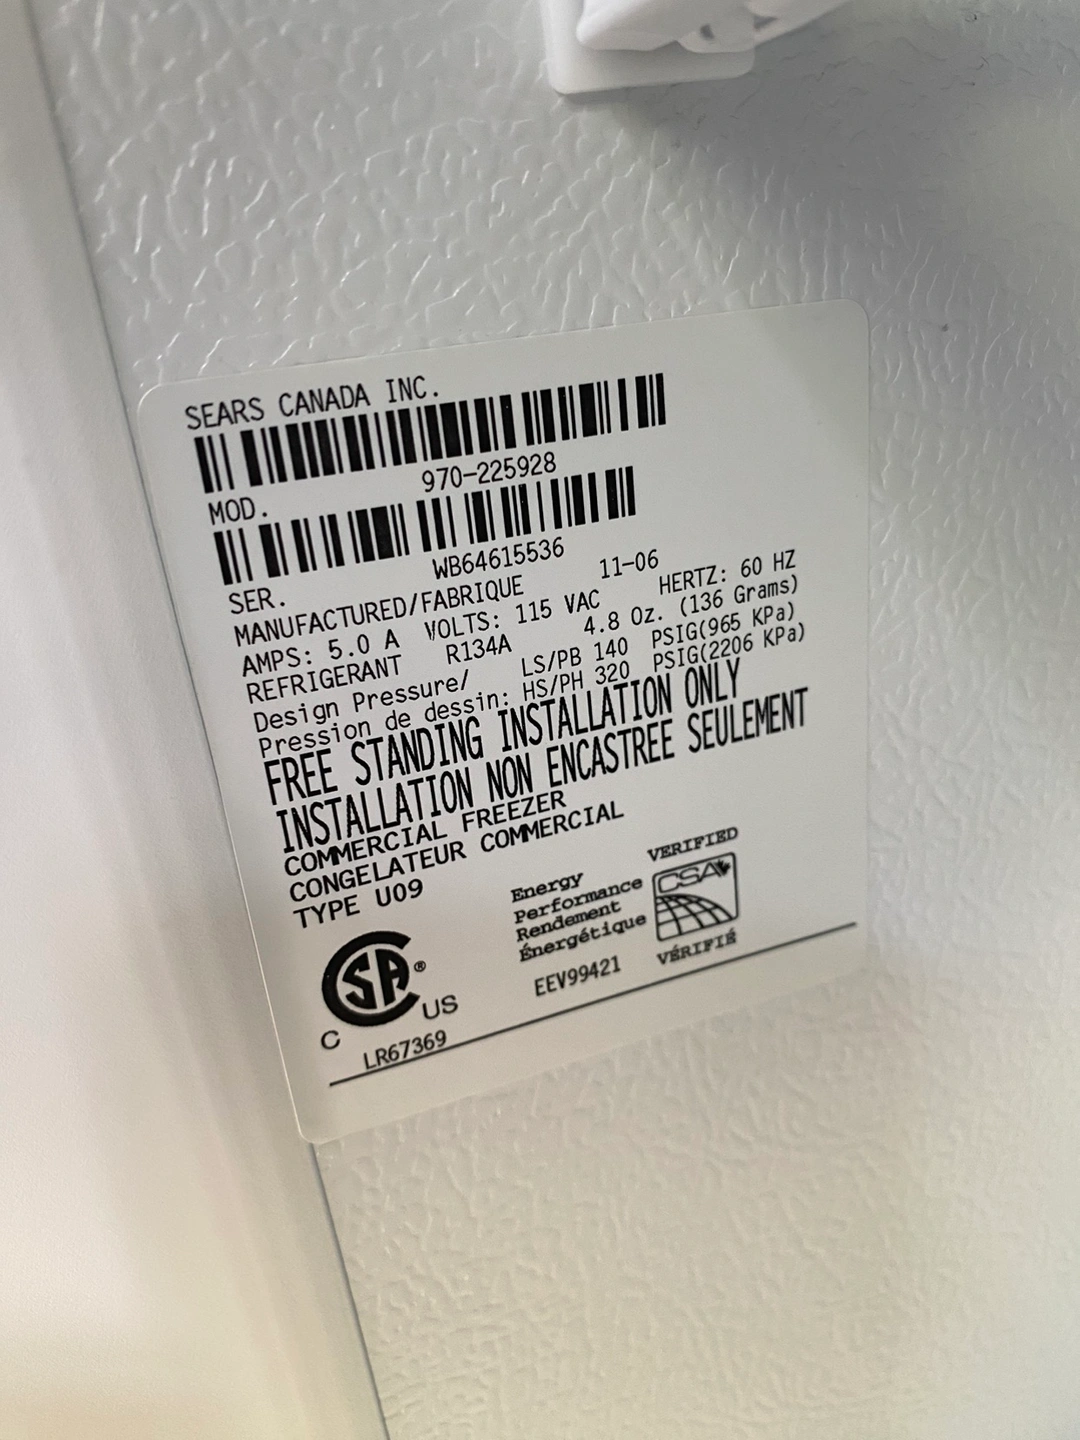 SEARS CANADA INC.
970-225928
MOD.
WB64615536
SER.
MANUFACTURED/FABRIQUE 11-06
AMPS: 5.0 A VOLTS: 115 VAC HERTZ: 60 HZ
REFRIGERANT R134A 4.8 Oz. (136 Grams)
Design Pressure/ LS/PB 140 PSIG(965 KPa)
Pression de dessin: HS/PH 320 PSIG(2206 KPa)
FREE STANDING INSTALLATION ONLY
INSTALLATION NON ENCASTREE SEULEMENT
COMMERCIAL FREEZER
CONGELATEUR COMMERCIAL
TYPE U09
SA ®
C US
LR67369
Energy
Performance
Rendement
Énergétique
EEV99421
VERIFIED
CSA
VÉRIFIÉ